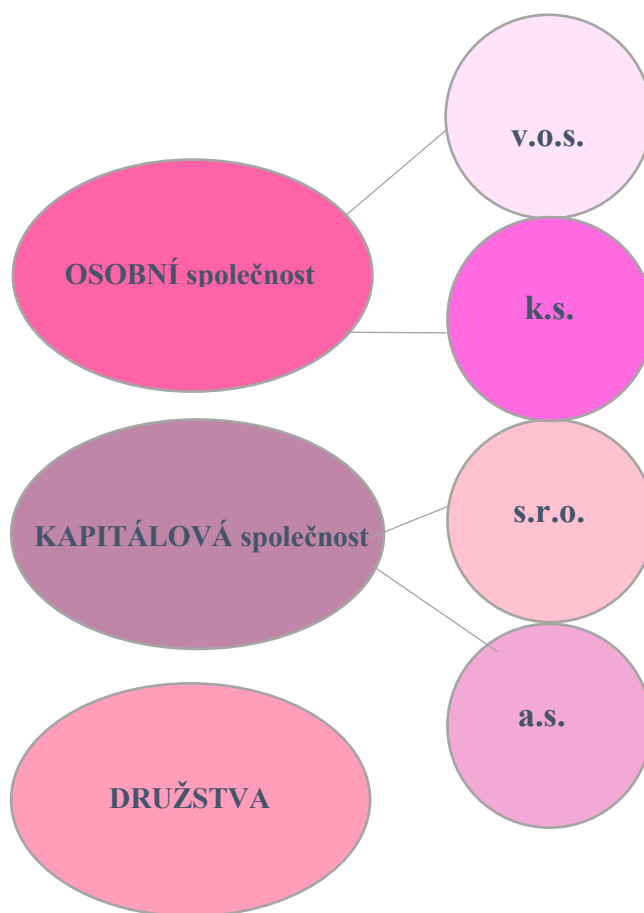 v.o.s.
OSOBNÍ společnost
k.s.
s.r.o.
KAPITÁLOVÁ společnost
a.s.
DRUŽSTVA